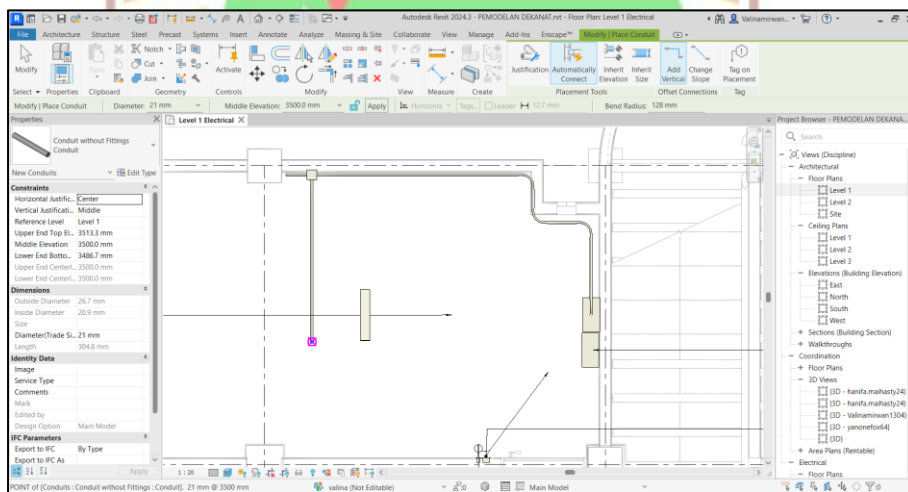 Autodesk Revit 2024.3 - PEMODELAN DEKANAT.rvt - Floor Plan: Level 1 Electrical
Valinamirwan...
File Architecture Structure Steel Precast Systems Insert Annotate Analyze Massing & Site Collaborate View Manage Add-Ins Enscape™ Modify | Place Conduit
Modify
Paste
Notch
Cut
Join
Activate
Justification
Automatically Connect
Inherit Elevation
Inherit Size
Add Vertical
Change Slope
Tag on Placement
Select Properties Clipboard Geometry Controls Modify View Measure Create Placement Tools Offset Connections Tag
Modify | Place Conduit Diameter: 21 mm Middle Elevation: 3500.0 mm Apply Horizonta Tags... Leader 12.7 mm Bend Radius: 128 mm
Properties
Level 1 Electrical
Conduit without Fittings
Conduit
New Conduits Edit Type
Constraints
Horizontal Justific... Center
Vertical Justificati... Middle
Reference Level Level 1
Upper End Top El... 3513.3 mm
Middle Elevation 3500.0 mm
Lower End Botto... 3486.7 mm
Upper End Centerl... 3500.0 mm
Lower End Centerl... 3500.0 mm
Dimensions
Outside Diameter 26.7 mm
Inside Diameter 20.9 mm
Size
Diameter(Trade Si... 21 mm
Length 304.8 mm
Identity Data
Image
Service Type
Comments
Mark
Edited by
Design Option Main Model
IFC Parameters
Export to IFC By Type
Export to IFC As
Apply
1 : 20
Project Browser - PEMODELAN DEKANA...
Search
Views (Discipline)
Architectural
Floor Plans
Level 1
Level 2
Site
Ceiling Plans
Level 1
Level 2
Level 3
Elevations (Building Elevation)
East
North
South
West
Sections (Building Section)
Walkthroughs
Coordination
Floor Plans
3D Views
{3D - hanifa.maihasty24}
{3D - hanifa.maihasty24}
{3D - Valinamirwan1304}
{3D - yanonefox64}
{3D}
Area Plans (Rentable)
Electrical
Floor Plans
POINT of [Conduits : Conduit without Fittings : Conduit]. 21 mm @ 3500 mm
valina (Not Editable)
:0
Main Model
:0